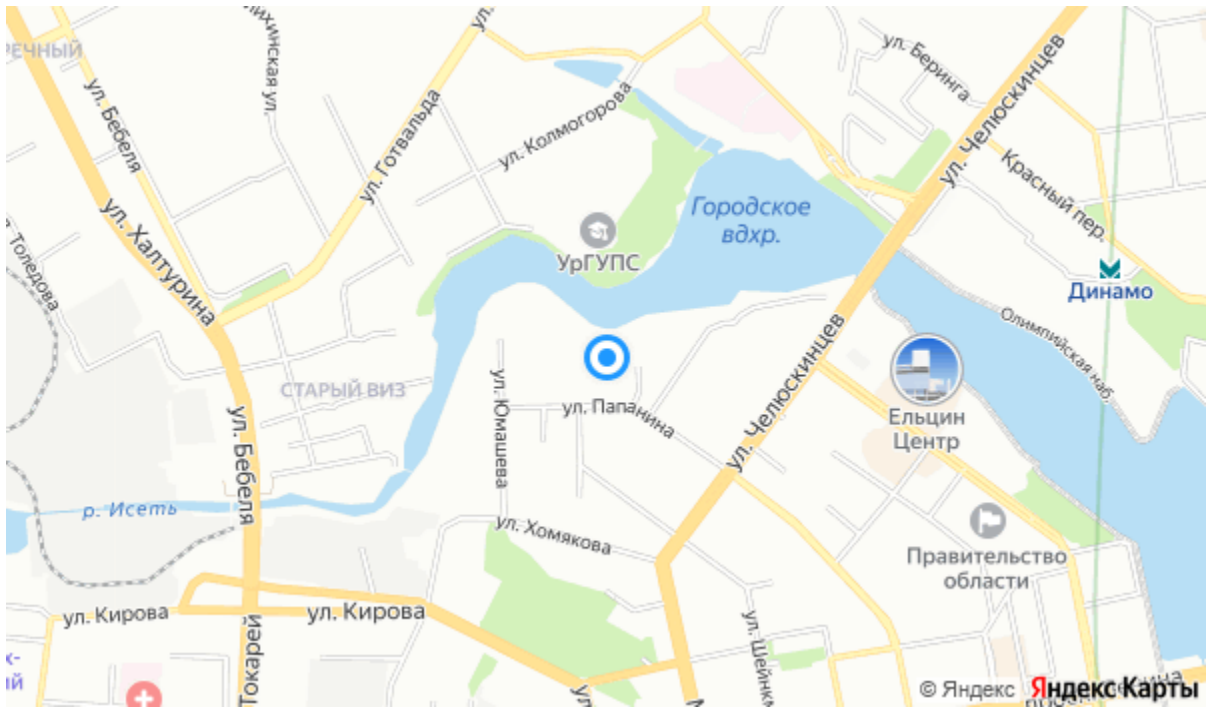 РЕЧНЫЙ
ул. Бебеля
ул. Готвальда
ул. Колмогорова
ул. Беринга
ул. Челюскинцев
Красный пер.
Городское
вдхр.
УрГУПС
Динамо
ул. Халтурина
Олимпийская наб.
СТАРЫЙ ВИЗ
ул. Юмашева
ул. Папанина
ул. Челюскинцев
Ельцин
Центр
ул. Бебеля
р. Исеть
ул. Хомякова
Правительство
области
ул. Кирова
ул. Кирова
ул. Шейнкм
© Яндекс Яндекс Карты